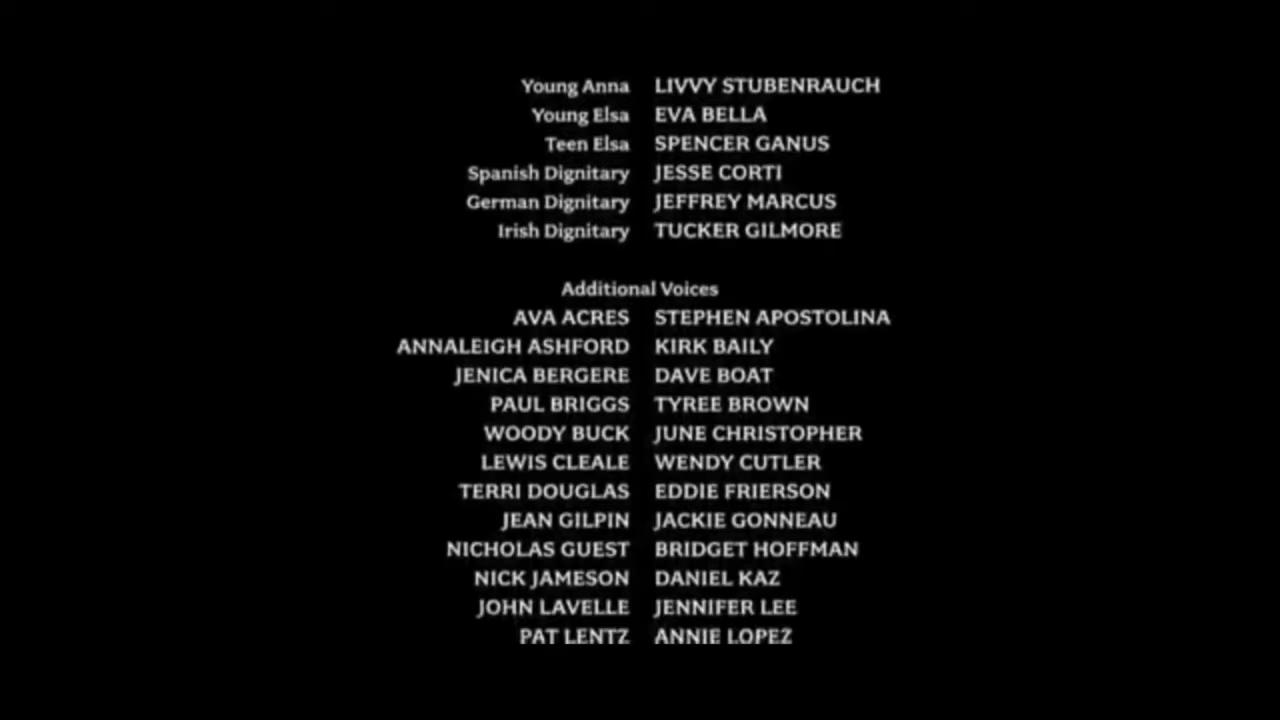 Young Anna LIVVY STUBENRAUCH
Young Elsa EVA BELLA
Teen Elsa SPENCER GANUS
Spanish Dignitary JESSE CORTI
German Dignitary JEFFREY MARCUS
Irish Dignitary TUCKER GILMORE
Additional Voices
AVA ACRES STEPHEN APOSTOLINA
ANNALEIGH ASHFORD KIRK BAILY
JENICA BERGERE DAVE BOAT
PAUL BRIGGS TYREE BROWN
WOODY BUCK JUNE CHRISTOPHER
LEWIS CLEALE WENDY CUTLER
TERRI DOUGLAS EDDIE FRIERSON
JEAN GILPIN JACKIE GONNEAU
NICHOLAS GUEST BRIDGET HOFFMAN
NICK JAMESON DANIEL KAZ
JOHN LAVELLE JENNIFER LEE
PAT LENTZ ANNIE LOPEZ